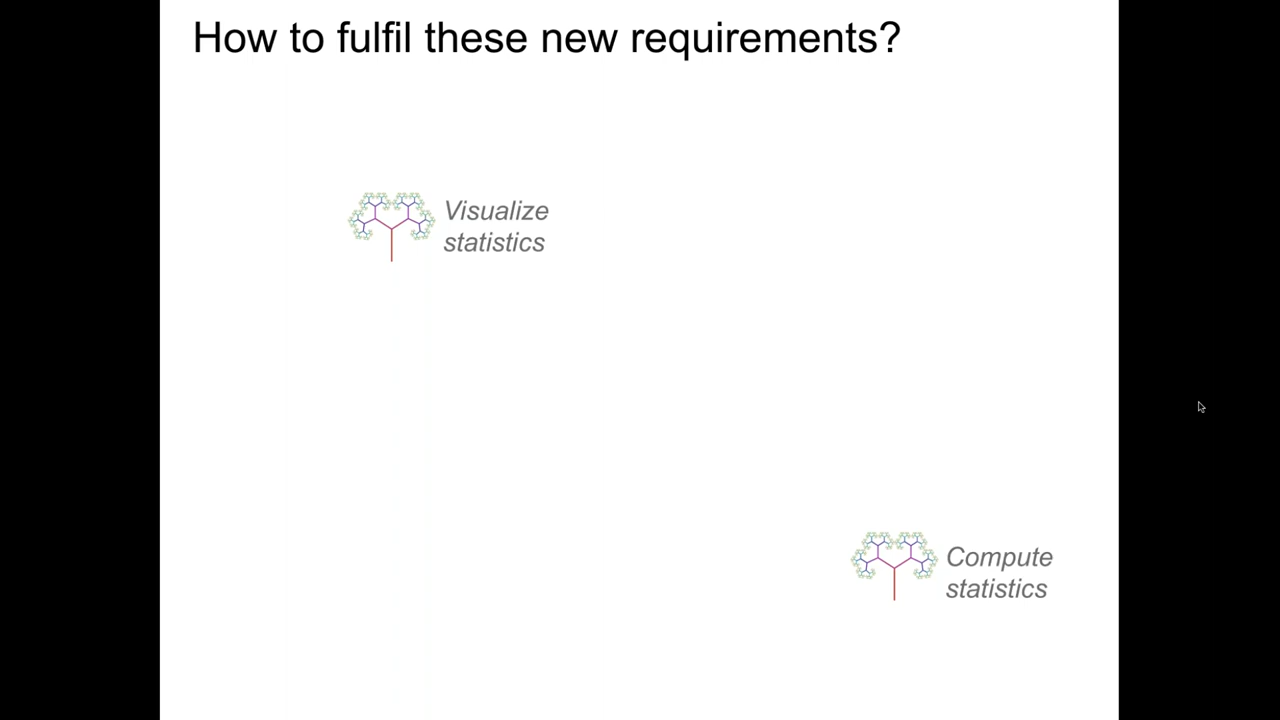 How to fulfil these new requirements?
Visualize
statistics
Compute
statistics